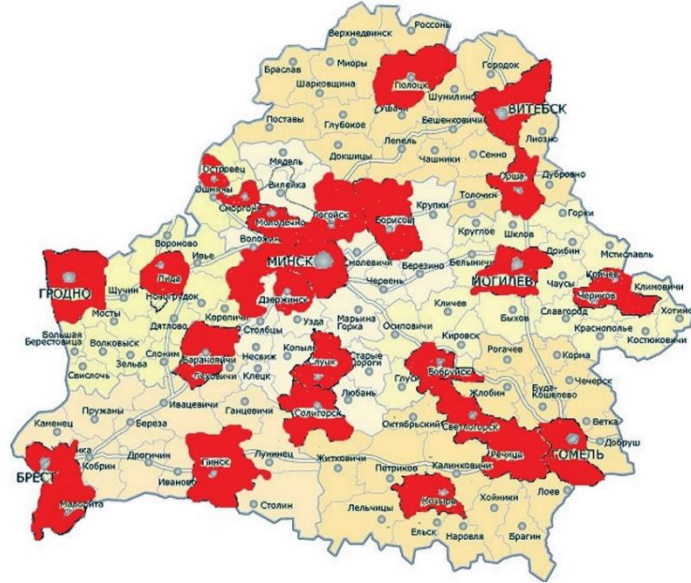 Россоны
Верхнедвинск
Браслав
Миоры
Городок
Полоцк
Шарковщина
Шумилино
Ушачи
ВИТЕБСК
Поставы
Глубокое
Бешенковичи
Лиозно
Лепель
Мядель
Докшицы
Чашники
Сенно
Островец
Дубровно
Орша
Ошмяны
Вилейка
Сморгонь
Толочин
Молодечно
Логойск
Борисов
Крупки
Горки
Вороново
Воложин
Круглое
Шклов
Ивье
Дрибин
Мстиславль
МИНСК
Смолевичи
Березино
Белыничи
Лида
Червень
МОГИЛЕВ
Чаусы
Кричев
Климовичи
ГРОДНО
Щучин
Новогрудок
Дзержинск
Чериков
Хотимск
Мосты
Кореличи
Узда
Кличев
Славгород
Дятлово
Столбцы
Марьина
Горка
Осиповичи
Быхов
Краснополье
Костюковичи
Большая
Берестовица
Волковыск
Слоним
Барановичи
Несвиж
Копыль
Старые
Дороги
Кировск
Рогачев
Корма
Зельва
Свислочь
Ляховичи
Клецк
Слуцк
Глуск
Бобруйск
Чечерск
Любань
Жлобин
Буда-
Кошелево
Пружаны
Ивацевичи
Ганцевичи
Солигорск
Каменец
Береза
Октябрьский
Светлогорск
Ветка
Добруш
ГОМЕЛЬ
Дрогичин
Пинск
Лунинец
Житковичи
Речица
БРЕСТ
Кобрин
Иваново
Петриков
Калинковичи
Малорита
Столин
Мозырь
Хойники
Лоев
Лельчицы
Ельск
Наровля
Брагин